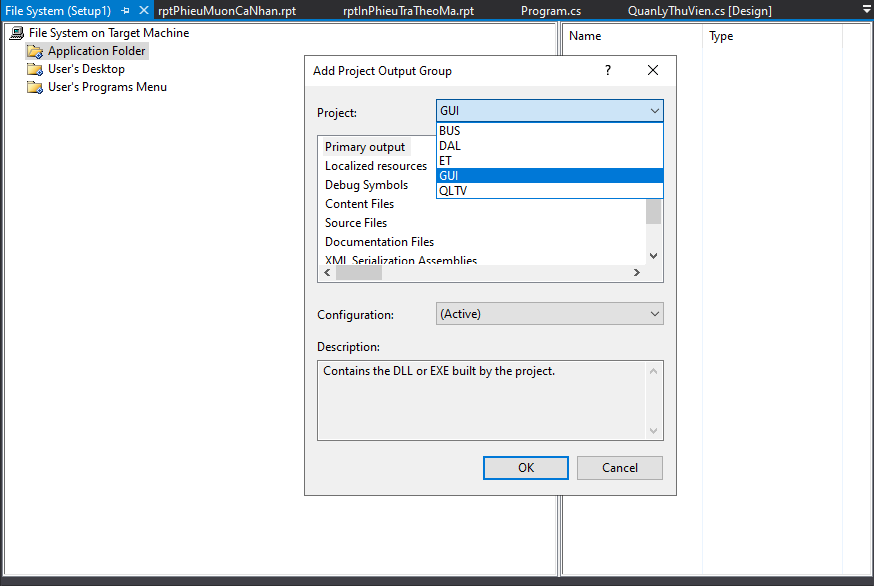 File System (Setup1)
rptPhieuMuonCaNhan.rpt
rptInPhieuTraTheoMa.rpt
Program.cs
QuanLyThuVien.cs [Design]
File System on Target Machine
Application Folder
User's Desktop
User's Programs Menu
Name
Type
Add Project Output Group
?
Project:
GUI
BUS
DAL
ET
GUI
QLTV
Primary output
Localized resources
Debug Symbols
Content Files
Source Files
Documentation Files
XML Serialization Assemblies
Configuration:
(Active)
Description:
Contains the DLL or EXE built by the project.
OK
Cancel